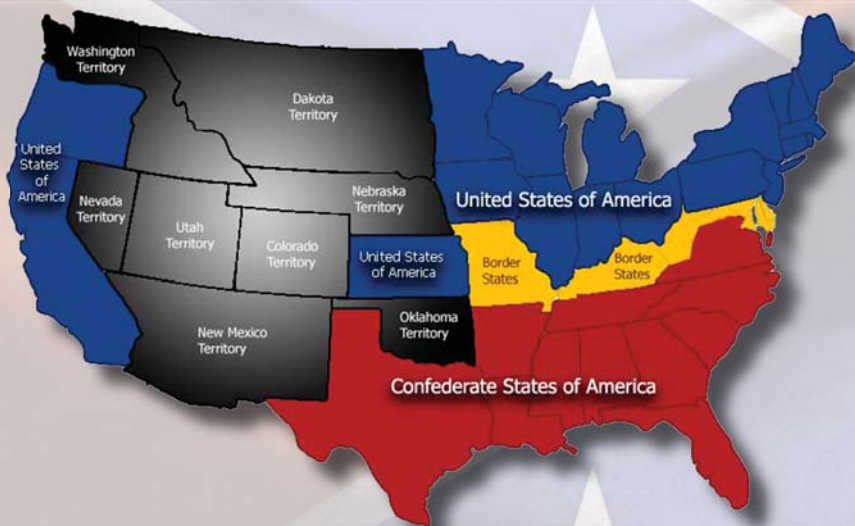 Washington
Territory
Dakota
Territory
United States
of
America
Nevada
Territory
Nebraska
Territory
United States of America
Utah
Territory
Colorado
Territory
United States
of America
Border
States
Border
States
New Mexico
Territory
Oklahoma
Territory
Confederate States of America